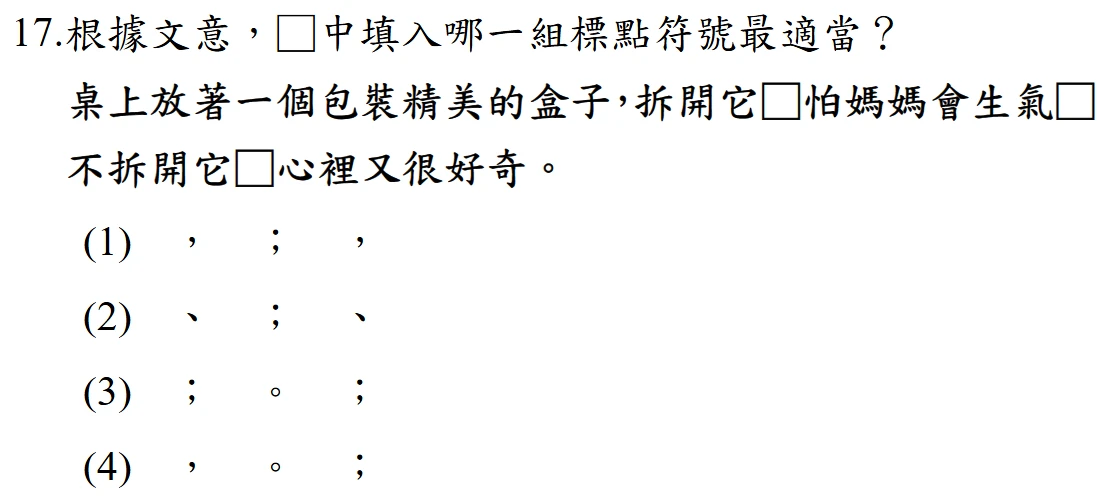 17.根據文意，□中填入哪一組標點符號最適當？
桌上放著一個包裝精美的盒子，拆開它□怕媽媽會生氣□
不拆開它□心裡又很好奇。
(1) ， ； ，
(2) 、 ； 、
(3) ； 。 ；
(4) ， 。 ；